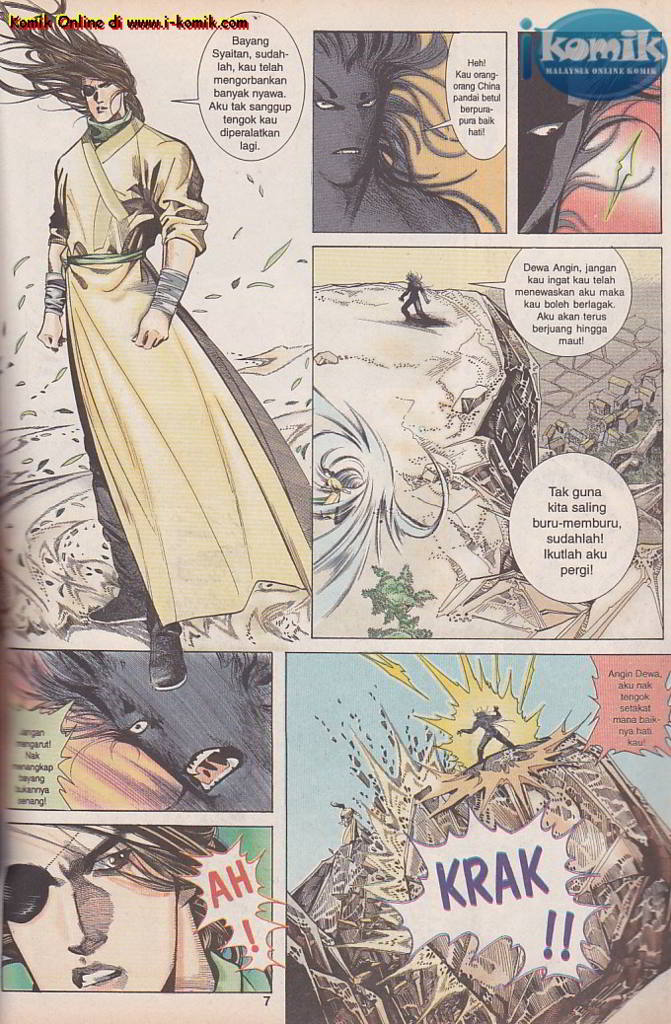 Komik Online di www.i-komik.com
ikomik
MALAYSIA ONLINE KOMIK
Bayang
Syaitan, sudah-
lah, kau telah
mengorbankan
banyak nyawa.
Aku tak sanggup
tengok kau
diperalatkan
lagi.
Heh!
Kau orang-
orang China
pandai betul
berpura-
pura baik
hati!
Dewa Angin, jangan
kau ingat kau telah
menewaskan aku maka
kau boleh berlagak.
Aku akan terus
berjuang hingga
maut!
Tak guna
kita saling
buru-memburu,
sudahlah!
Ikutlah aku
pergi!
Jangan
mengarut!
Nak
menangkap
bayang
bukannya
senang!
Angin Dewa,
aku nak
tengok
setakat
mana baik-
nya hati
kau!
KRAK
!!
AH
!
7